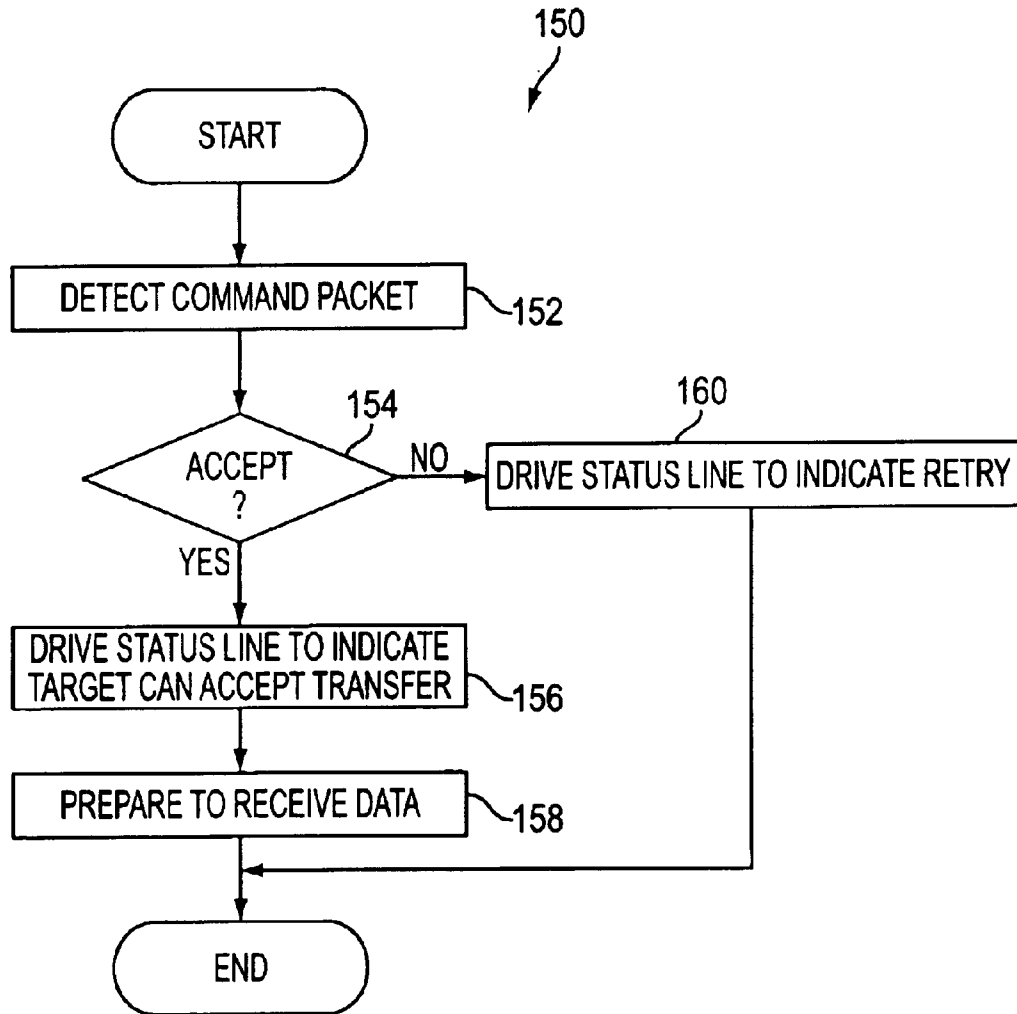 150
START
DETECT COMMAND PACKET
152
154
ACCEPT
?
NO
160
DRIVE STATUS LINE TO INDICATE RETRY
YES
DRIVE STATUS LINE TO INDICATE
TARGET CAN ACCEPT TRANSFER
156
PREPARE TO RECEIVE DATA
158
END